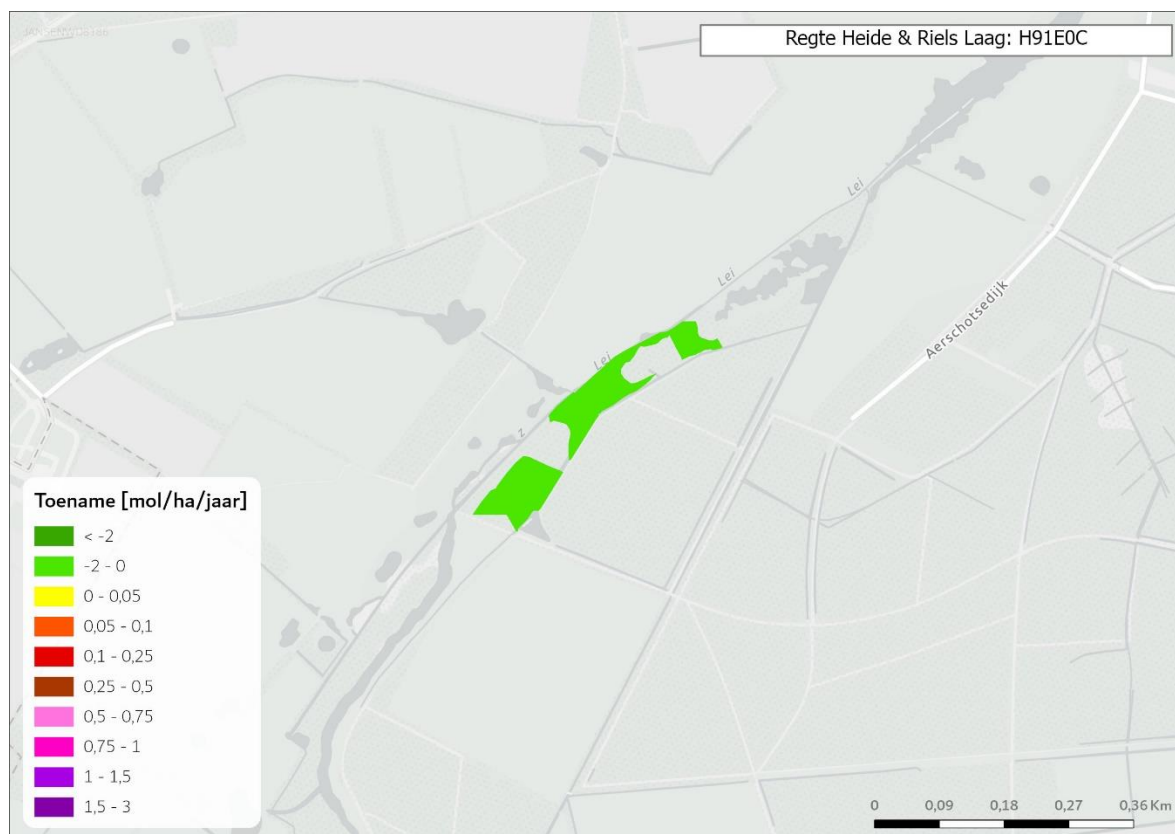 Regte Heide & Riels Laag: H91E0C
Lei
Lei
Lei
z
Aerschotsedijk
Toename [mol/ha/jaar]
< -2
-2 - 0
0 - 0,05
0,05 - 0,1
0,1 - 0,25
0,25 - 0,5
0,5 - 0,75
0,75 - 1
1 - 1,5
1,5 - 3
0 0,09 0,18 0,27 0,36 Km